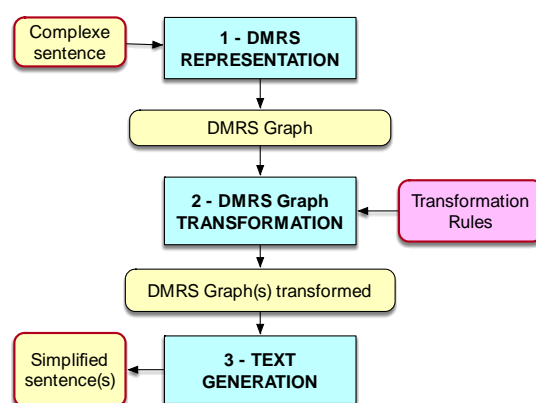 Complexe
sentence
1 - DMRS
REPRESENTATION
DMRS Graph
2 - DMRS Graph
TRANSFORMATION
Transformation
Rules
DMRS Graph(s) transformed
Simplified
sentence(s)
3 - TEXT
GENERATION